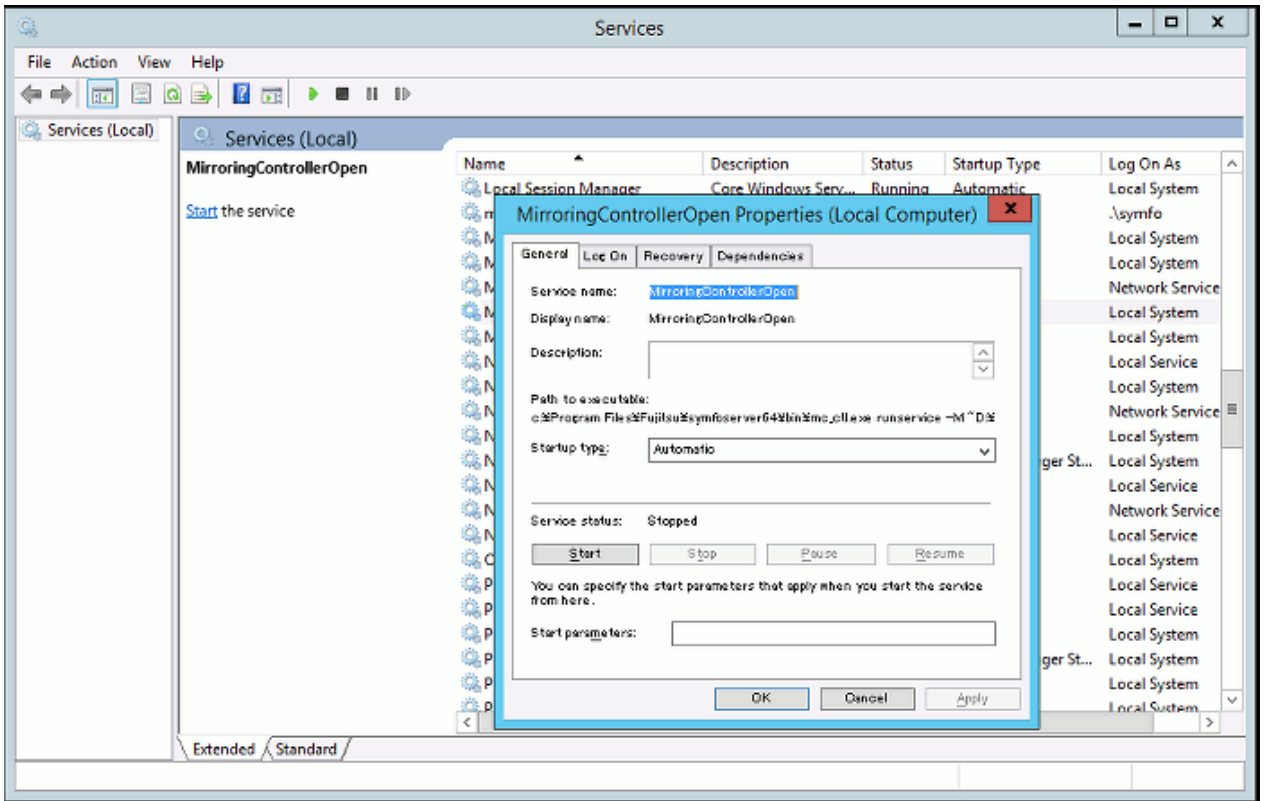 Services
File Action View Help
Services (Local)
Services (Local)
MirroringControllerOpen
Start the service
Name Description Status Startup Type Log On As
Local Session Manager Core Windows Serv... Running Automatic Local System
m .\symfo
M Local System
M Local System
M Network Service
M Local System
M Local System
N Local Service
N Local System
N Network Service
N Local System
N ger St... Local System
N Local Service
N Network Service
N Local Service
O Local System
P Local Service
P Local Service
P Local System
P ger St... Local System
P Local System
P Local System
MirroringControllerOpen Properties (Local Computer)
General Log On Recovery Dependencies
Service name: MirroringControllerOpen
Display name: MirroringControllerOpen
Description:
Path to executable:
c:¥Program Files¥Fujitsu¥symfoserver64¥bin¥mc_ctl.exe runservice -M "D:¥
Startup type: Automatic
Service status: Stopped
Start Stop Pause Resume
You can specify the start parameters that apply when you start the service
from here.
Start parameters:
OK Cancel Apply
Extended Standard